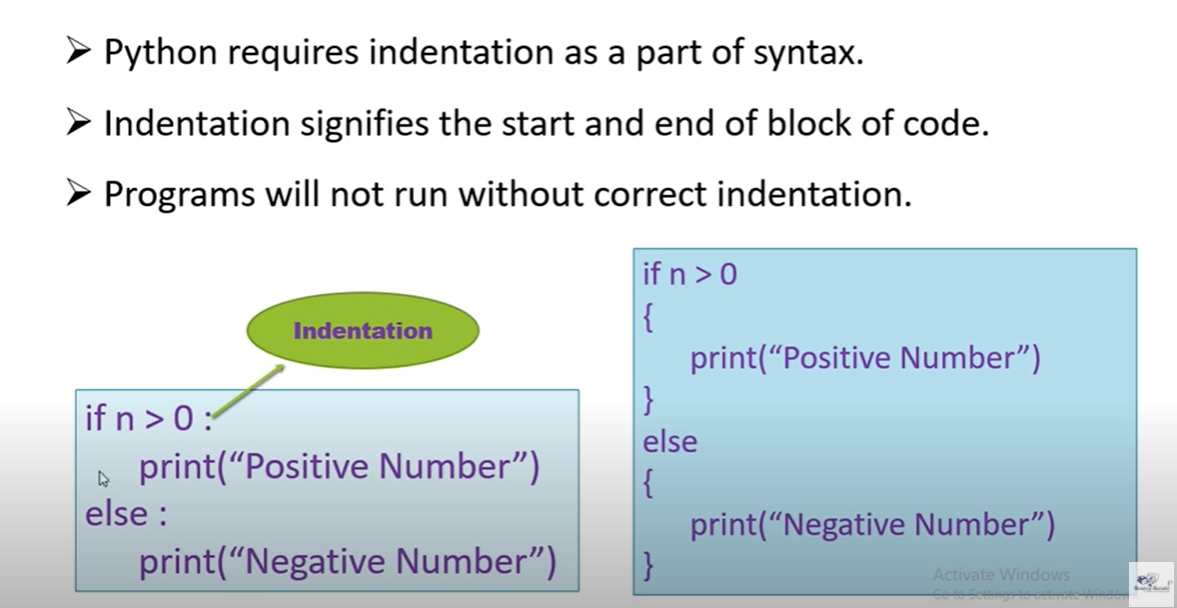 ➢ Python requires indentation as a part of syntax.
➢ Indentation signifies the start and end of block of code.
➢ Programs will not run without correct indentation.
Indentation
if n > 0 :
print(“Positive Number”)
else :
print(“Negative Number”)
if n > 0
{
print(“Positive Number”)
}
else
{
print(“Negative Number”)
}
Activate Windows
Go to Settings to activate Windows